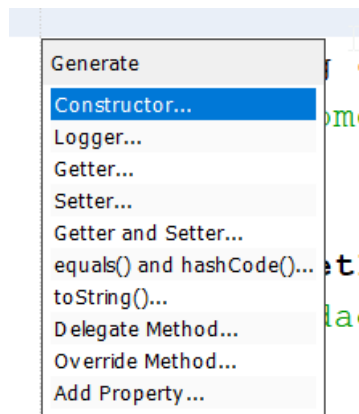 Generate
Constructor...
Logger...
Getter...
Setter...
Getter and Setter...
equals() and hashCode()...
toString()...
Delegate Method...
Override Method...
Add Property...